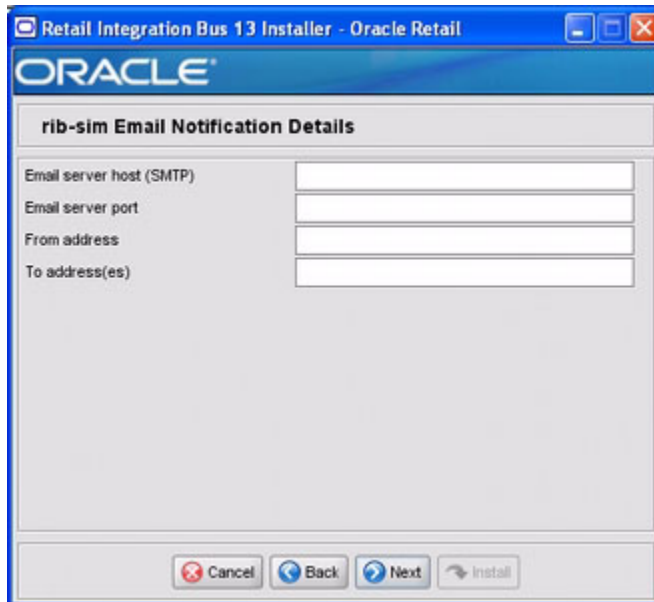 Retail Integration Bus 13 Installer - Oracle Retail
ORACLE
rib-sim Email Notification Details
Email server host (SMTP)
Email server port
From address
To address(es)
Cancel Back Next Install